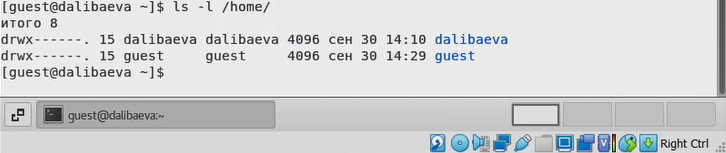 [guest@dalibaeva ~]$ ls -l /home/
итого 8
drwx------. 15 dalibaeva dalibaeva 4096 сен 30 14:10 dalibaeva
drwx------. 15 guest     guest     4096 сен 30 14:29 guest
[guest@dalibaeva ~]$
guest@dalibaeva:~
Right Ctrl